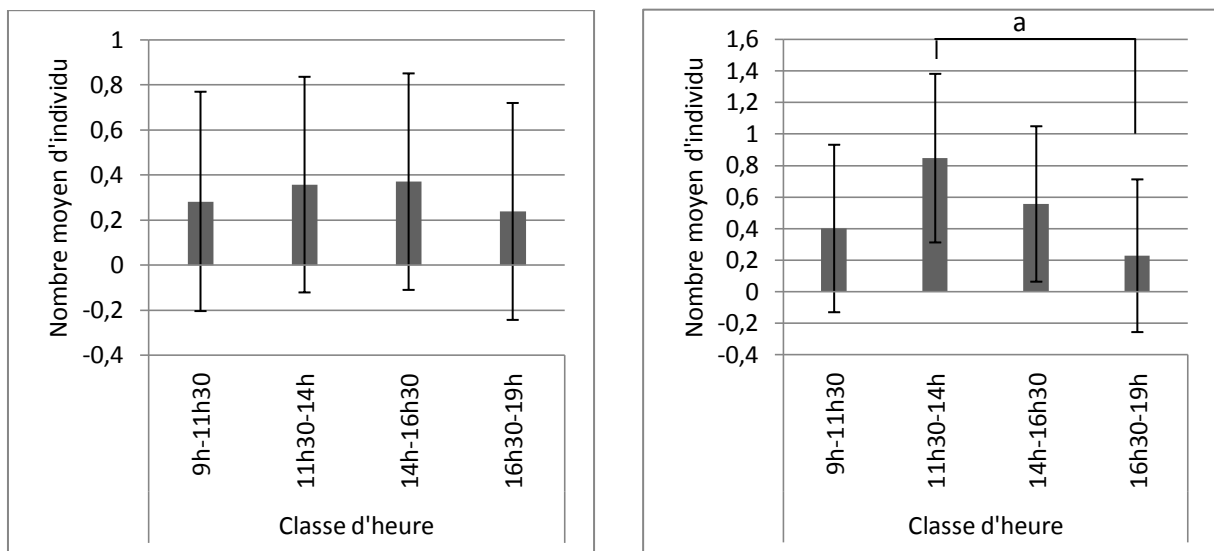 Nombre moyen d'individu
1
0,8
0,6
0,4
0,2
0
-0,2
-0,4
9h-11h30
11h30-14h
14h-16h30
16h30-19h
Classe d'heure
a
Nombre moyen d'individu
1,6
1,4
1,2
1
0,8
0,6
0,4
0,2
0
-0,2
-0,4
9h-11h30
11h30-14h
14h-16h30
16h30-19h
Classe d'heure